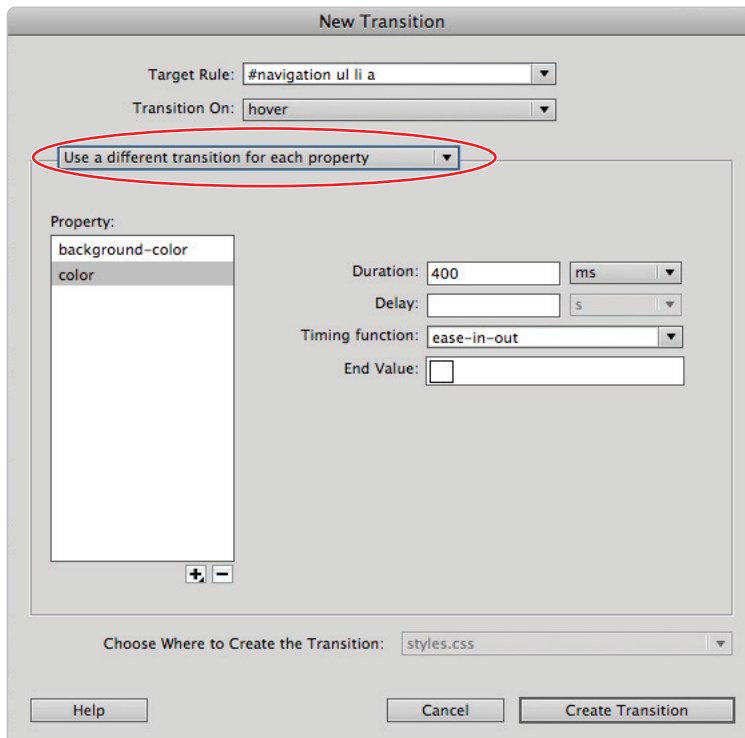 New Transition
Target Rule: #navigation ul li a
Transition On: hover
Use a different transition for each property
Property:
background-color
color
Duration: 400 ms
Delay: s
Timing function: ease-in-out
End Value:
Choose Where to Create the Transition: styles.css
Help Cancel Create Transition